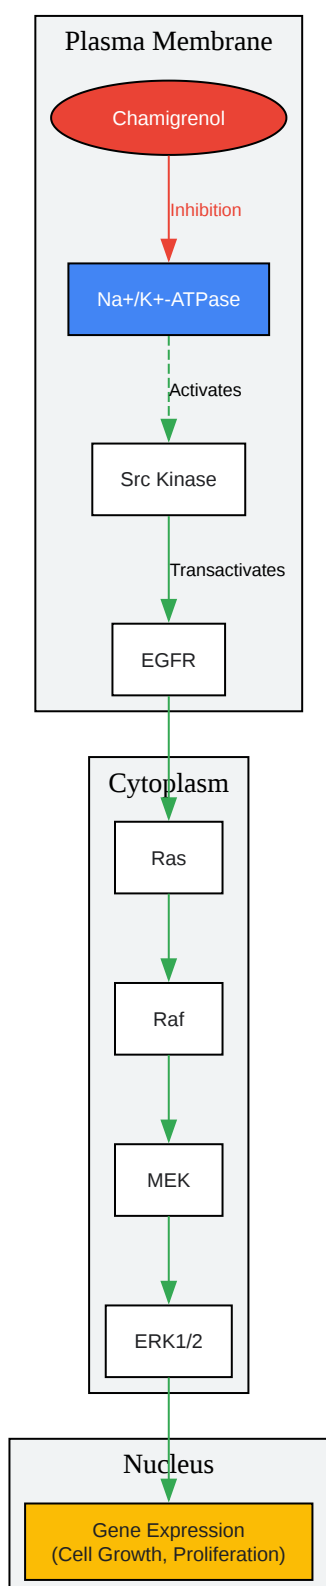 Plasma Membrane
Chamigrenol
Inhibition
Na+/K+-ATPase
Activates
Src Kinase
Transactivates
EGFR
Cytoplasm
Ras
Raf
MEK
ERK1/2
Nucleus
Gene Expression
(Cell Growth, Proliferation)